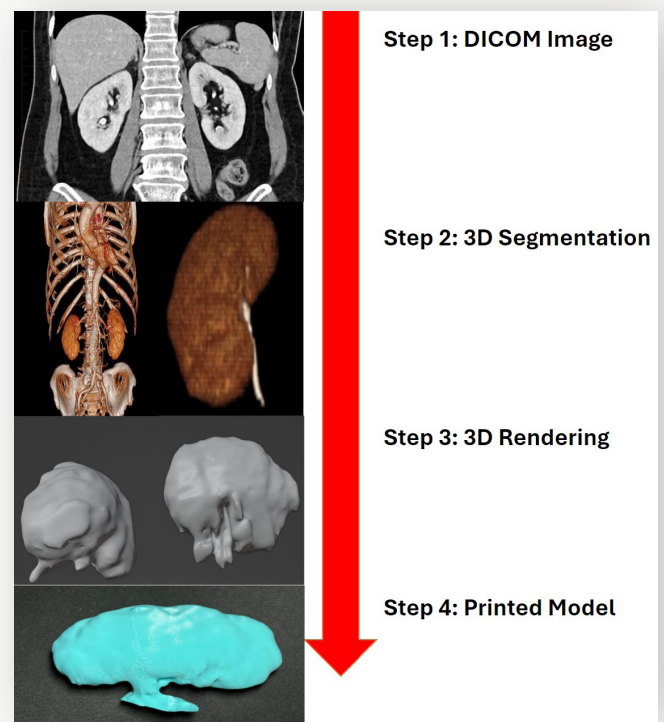 Step 1: DICOM Image
Step 2: 3D Segmentation
Step 3: 3D Rendering
Step 4: Printed Model